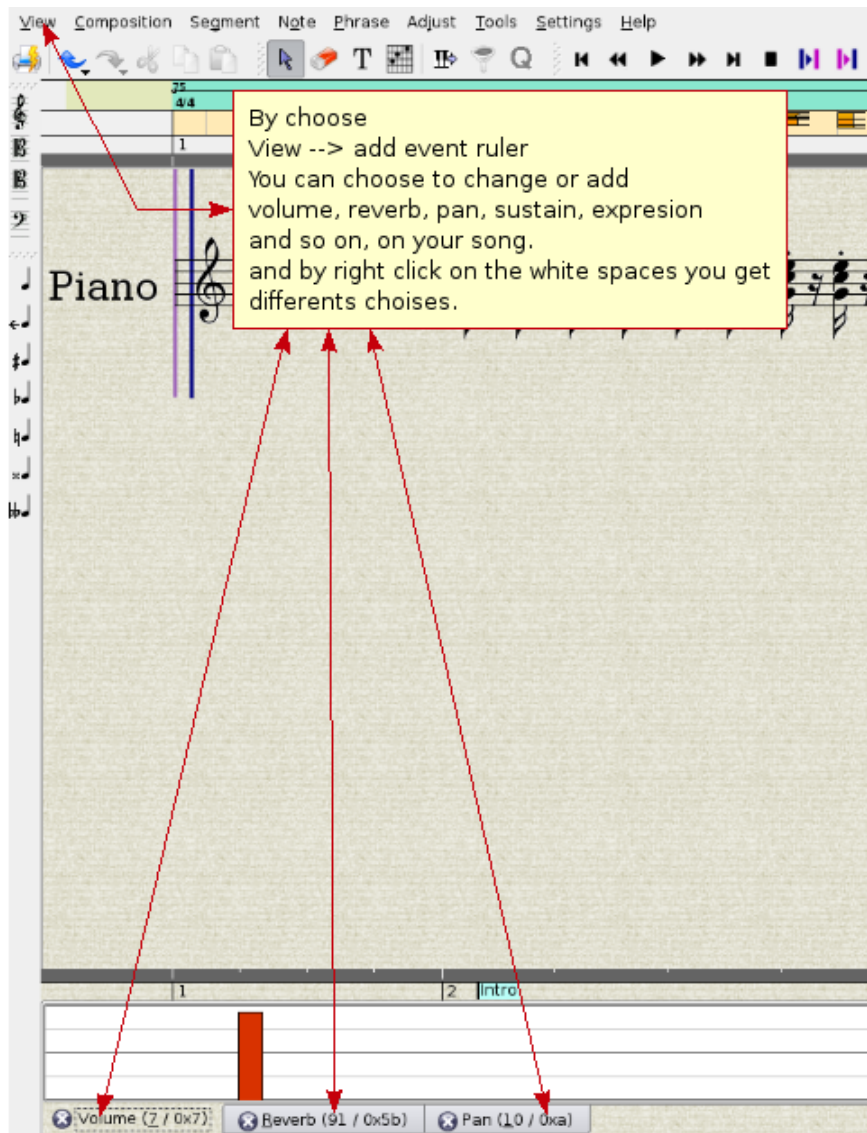 View Composition Segment Note Phrase Adjust Tools Settings Help
T Q
75
4/4
1
By choose
View --> add event ruler
You can choose to change or add
volume, reverb, pan, sustain, expresion
and so on, on your song.
and by right click on the white spaces you get
differents choises.
Piano
1 2 Intro
Volume (7 / 0x7) Reverb (91 / 0x5b) Pan (10 / 0xa)